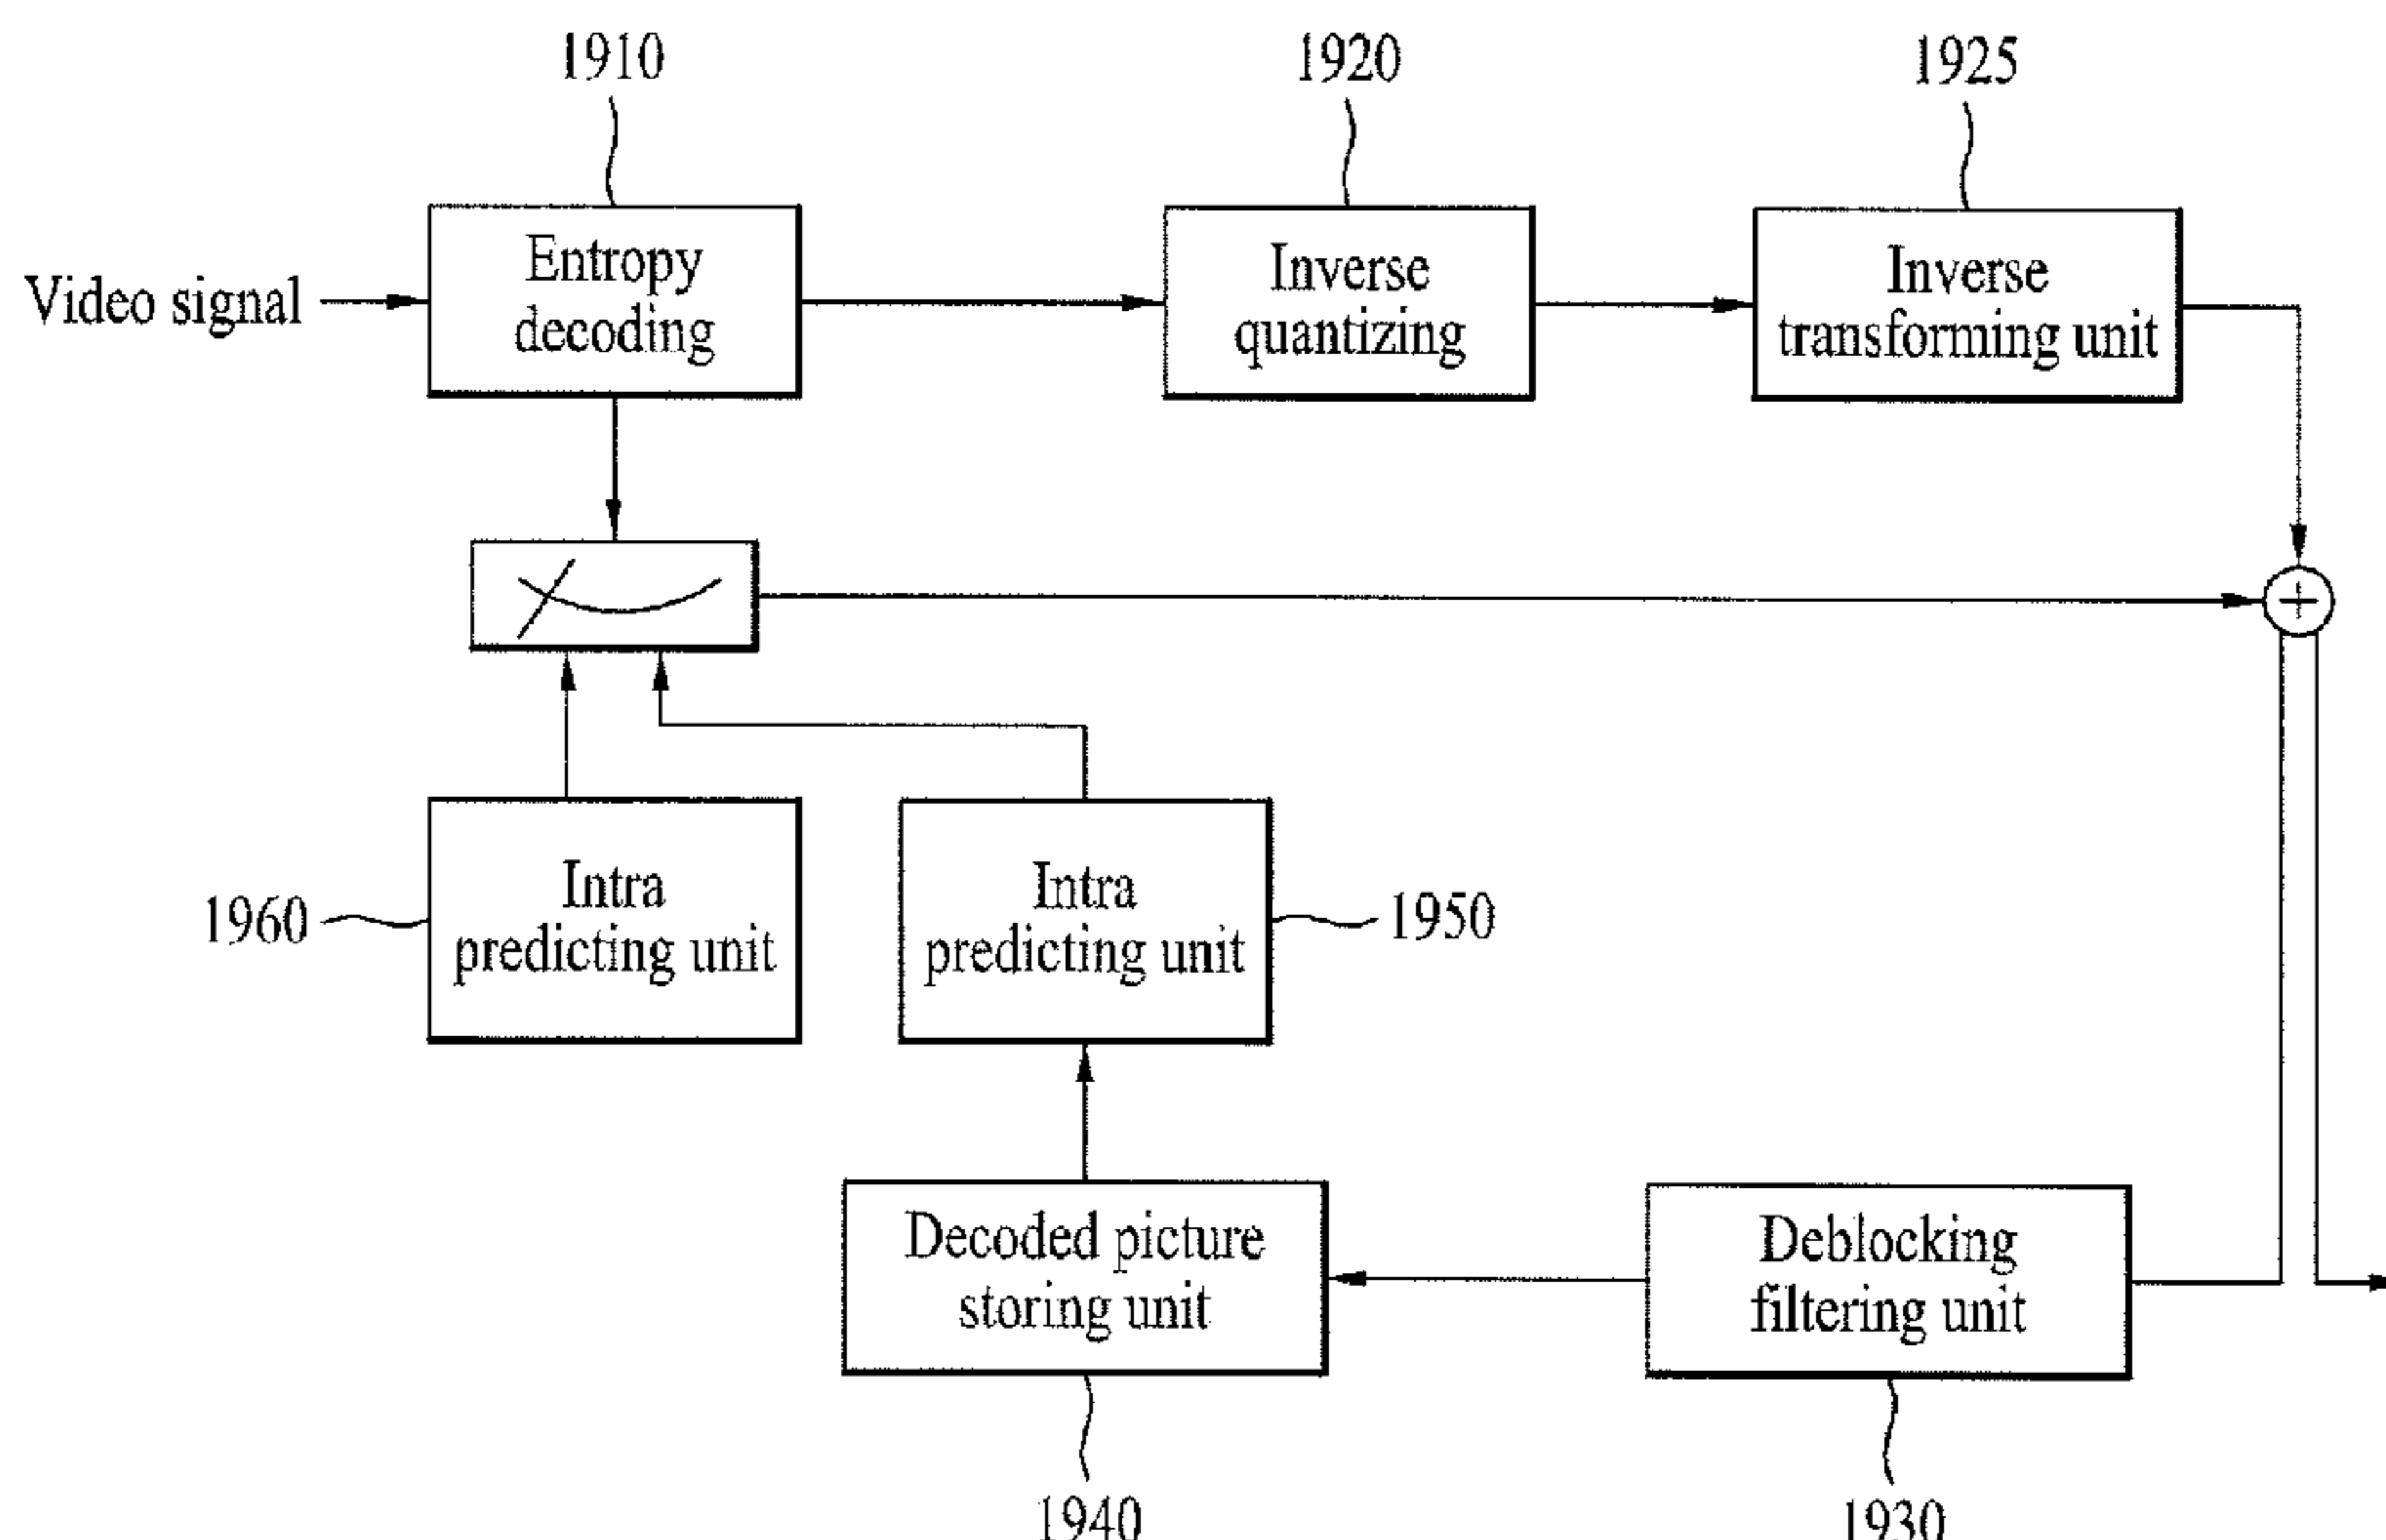 1910
1920
1925
Video signal
Entropy
decoding
Inverse
quantizing
Inverse
transforming unit
+
1960
Intra
predicting unit
Intra
predicting unit
1950
Decoded picture
storing unit
Deblocking
filtering unit
1940
1930